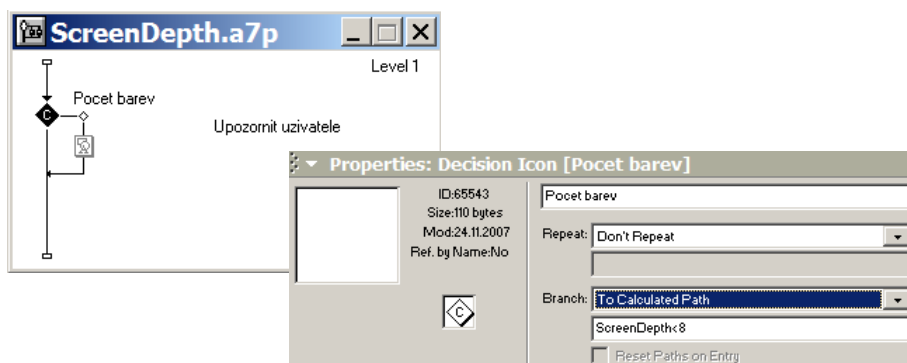 ScreenDepth.a7p
Level 1
Pocet barev
C
Upozornit uzivatele
Properties: Decision Icon [Pocet barev]
ID:65543
Size:110 bytes
Mod:24.11.2007
Ref. by Name:No
C
Pocet barev
Repeat: Don't Repeat
Branch: To Calculated Path
ScreenDepth<8
Reset Paths on Entry